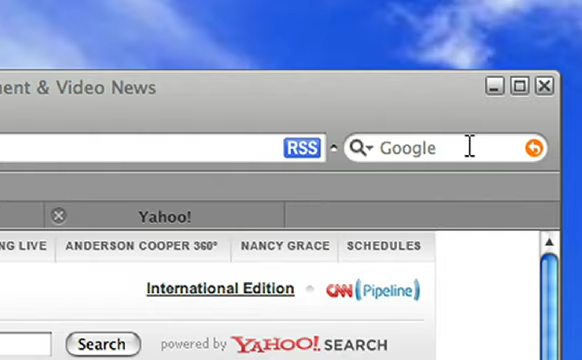 ent & Video News
RSS Google
Yahoo!
NG LIVE ANDERSON COOPER 360° NANCY GRACE SCHEDULES
International Edition CNN Pipeline
Search powered by YAHOO! SEARCH